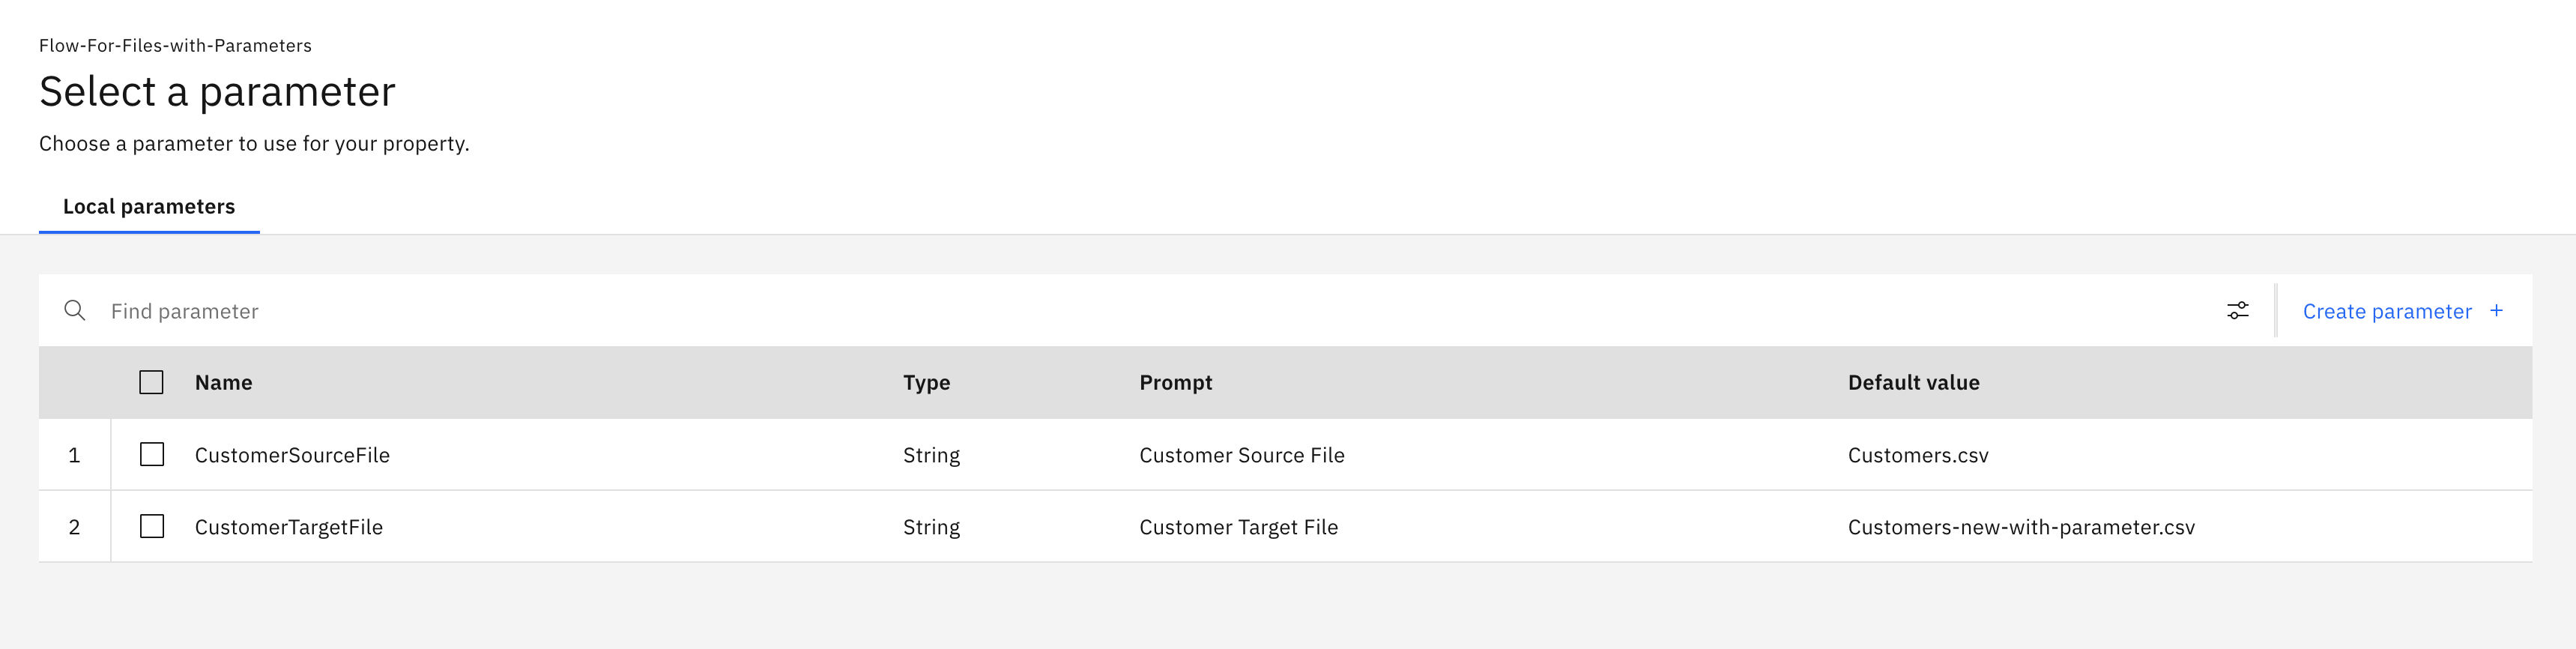 Flow-For-Files-with-Parameters
Select a parameter
Choose a parameter to use for your property.
Local parameters
Find parameter
Create parameter +
Name Type Prompt Default value
1 CustomerSourceFile String Customer Source File Customers.csv
2 CustomerTargetFile String Customer Target File Customers-new-with-parameter.csv